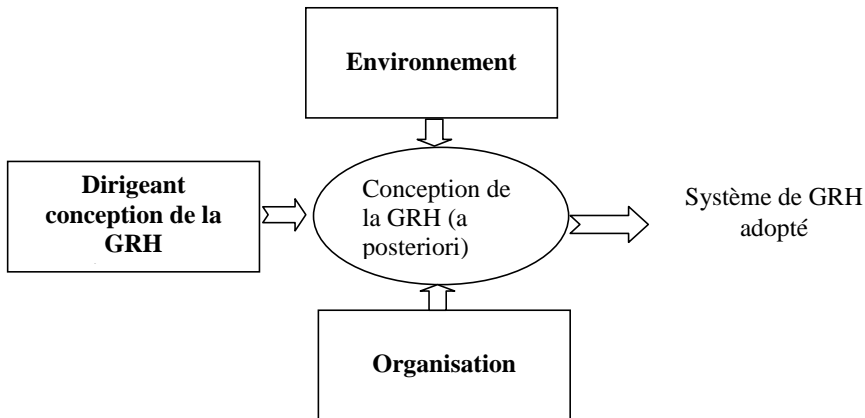 Environnement
Dirigeant
conception de la
GRH
Conception de
la GRH (a
posteriori)
Système de GRH
adopté
Organisation